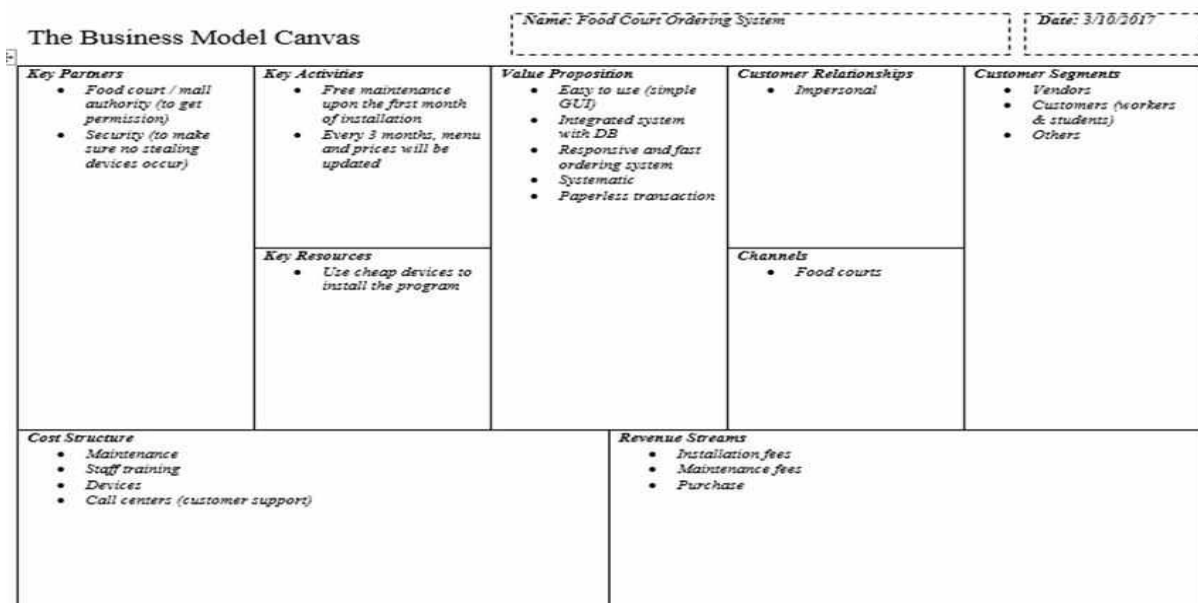 The Business Model Canvas
Name: Food Court Ordering System
Date: 3/10/2017
Key Partners
• Food court / mall
authority (to get
permission)
• Security (to make
sure no stealing
devices occur)
Key Activities
• Free maintenance
upon the first month
of installation
• Every 3 months, menu
and prices will be
updated
Key Resources
• Use cheap devices to
install the program
Value Proposition
• Easy to use (simple
GUI)
• Integrated system
with DB
• Responsive and fast
ordering system
• Systematic
• Paperless transaction
Customer Relationships
• Impersonal
Channels
• Food courts
Customer Segments
• Vendors
• Customers (workers
& students)
• Others
Cost Structure
• Maintenance
• Staff training
• Devices
• Call centers (customer support)
Revenue Streams
• Installation fees
• Maintenance fees
• Purchase